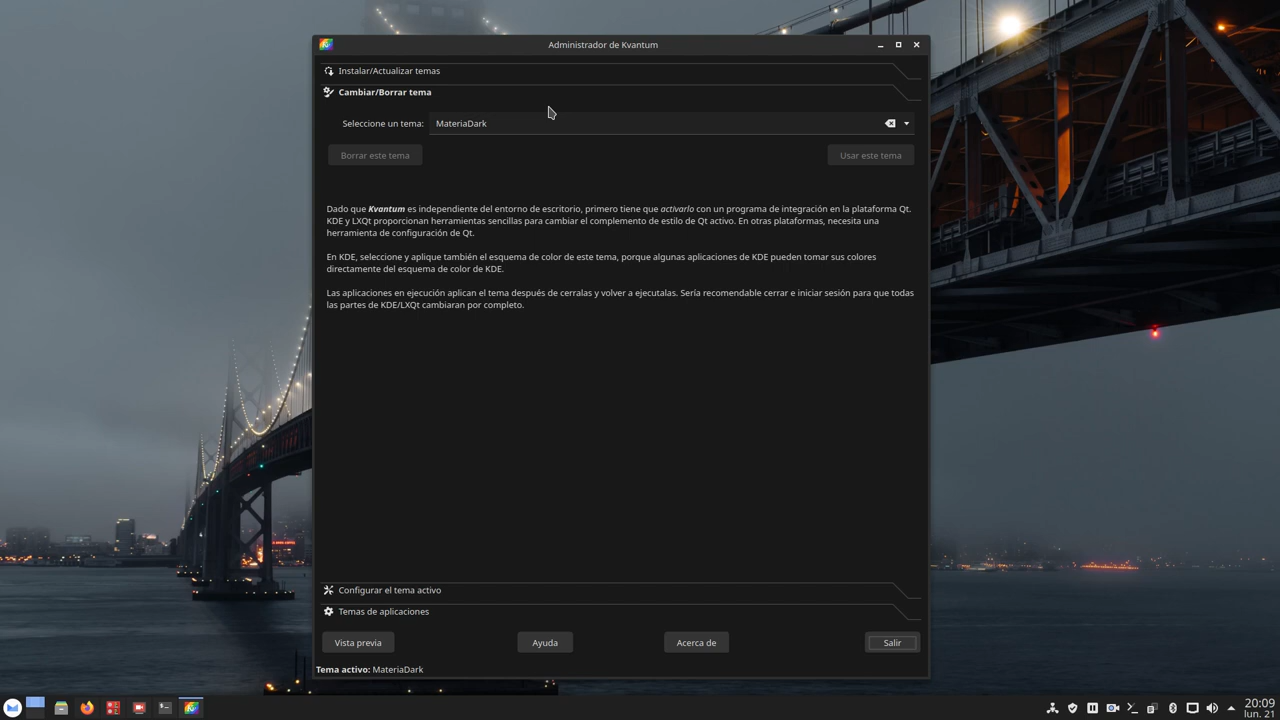 Administrador de Kvantum
Instalar/Actualizar temas
Cambiar/Borrar tema
Seleccione un tema: MateriaDark
Borrar este tema Usar este tema
Dado que Kvantum es independiente del entorno de escritorio, primero tiene que activarlo con un programa de integración en la plataforma Qt.
KDE y LXQt proporcionan herramientas sencillas para cambiar el complemento de estilo de Qt activo. En otras plataformas, necesita una
herramienta de configuración de Qt.
En KDE, seleccione y aplique también el esquema de color de este tema, porque algunas aplicaciones de KDE pueden tomar sus colores
directamente del esquema de color de KDE.
Las aplicaciones en ejecución aplican el tema después de cerralas y volver a ejecutalas. Sería recomendable cerrar e iniciar sesión para que todas
las partes de KDE/LXQt cambiaran por completo.
Configurar el tema activo
Temas de aplicaciones
Vista previa Ayuda Acerca de Salir
Tema activo: MateriaDark
20:09
lun. 21